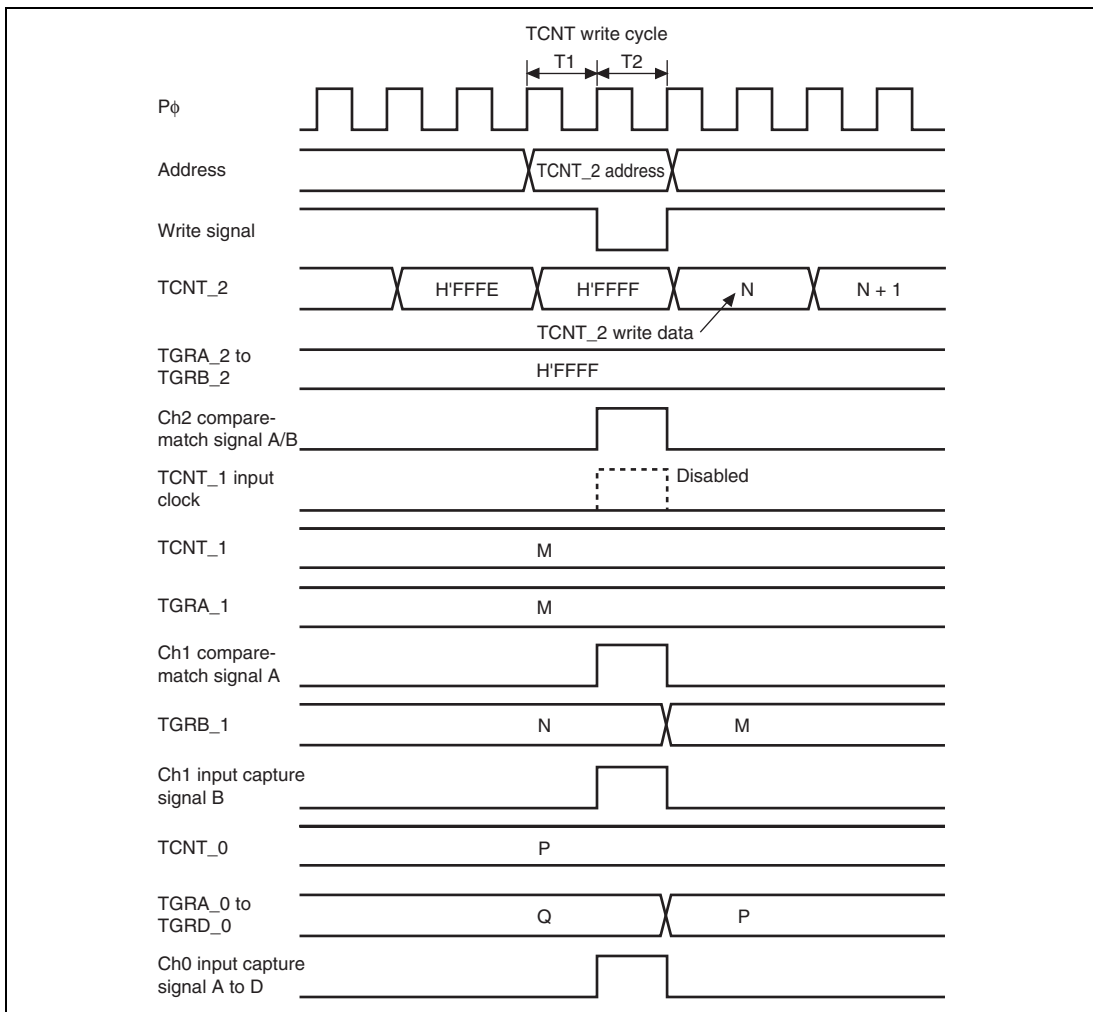 TCNT write cycle
T1 T2
Pϕ
Address
TCNT_2 address
Write signal
TCNT_2
H'FFFE H'FFFF N N + 1
TCNT_2 write data
TGRA_2 to
TGRB_2
H'FFFF
Ch2 compare-
match signal A/B
TCNT_1 input
clock
Disabled
TCNT_1
M
TGRA_1
M
Ch1 compare-
match signal A
TGRB_1
N M
Ch1 input capture
signal B
TCNT_0
P
TGRA_0 to
TGRD_0
Q P
Ch0 input capture
signal A to D